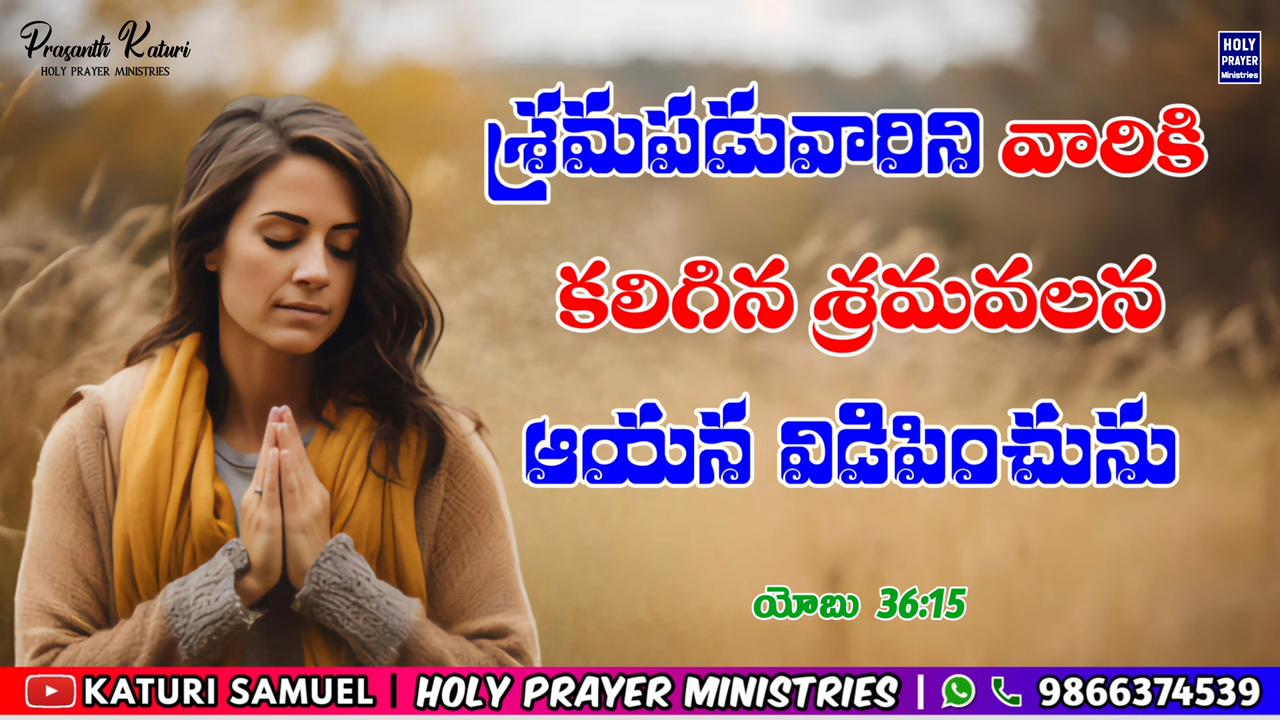 Prasanth Katuri
HOLY PRAYER MINISTRIES
HOLY
PRAYER
Ministries
శ్రమపడువారిని వారికి
కలిగిన శ్రమవలన
ఆయన విడిపించును
యోబు 36:15
KATURI SAMUEL | HOLY PRAYER MINISTRIES | 9866374539